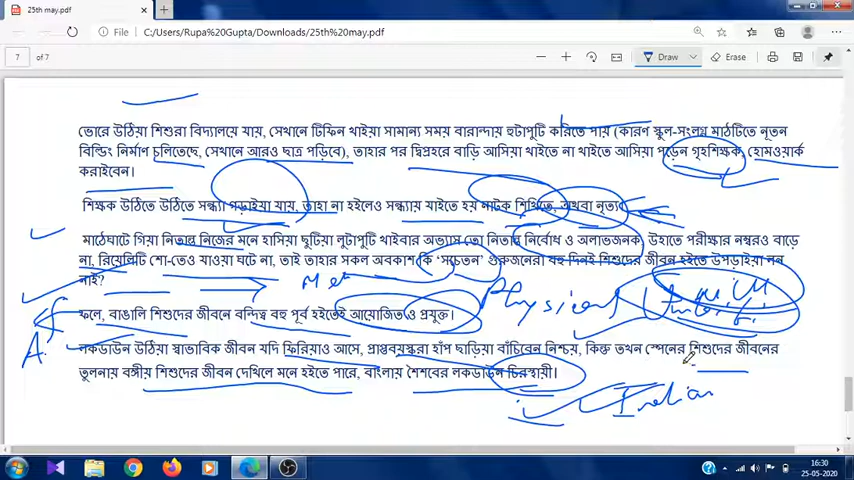 25th may.pdf
File
C:/Users/Rupa%20Gupta/Downloads/25th%20may.pdf
7 of 7
Draw
Erase
ভোরে উঠিয়া শিশুরা বিদ্যালয়ে যায়, সেখানে টিফিন খাইয়া সামান্য সময় বারান্দায় হুটাপুটি করিতে পায় (কারণ স্কুল-সংলগ্ন মাঠটিতে নূতন
বিল্ডিং নির্মাণ চলিতেছে, সেখানে আরও ছাত্র পড়িবে), তাহার পর দ্বিপ্রহরে বাড়ি আসিয়া খাইতে না খাইতে আসিয়া পড়েন গৃহশিক্ষক, হোমওয়ার্ক
করাইবেন।
শিক্ষক উঠিতে উঠিতে সন্ধ্যা গড়াইয়া যায়, তাহা না হইলেও সন্ধ্যায় যাইতে হয় নাটক শিখিতে, অথবা নৃত্য
মাঠেঘাটে গিয়া নিতান্ত নিজের মনে হাসিয়া ছুটিয়া লুটাপুটি খাইবার অভ্যাস তো নিতান্ত নির্বোধ ও অলাভজনক, উহাতে পরীক্ষার নম্বরও বাড়ে
না, রিয়েলিটি শো-তেও যাওয়া ঘটে না, তাই তাহার সকল অবকাশ কি 'সচেতন' গুরুজনেরা বহু দিনই শিশুদের জীবন হইতে উপড়াইয়া লন
নাই?
Physical
ফলে, বাঙালি শিশুদের জীবনে বন্দিত্ব বহু পূর্ব হইতেই আয়োজিত ও প্রযুক্ত।
লকডাউন উঠিয়া স্বাভাবিক জীবন যদি ফিরিয়াও আসে, প্রাপ্তবয়স্করা হাঁপ ছাড়িয়া বাঁচিবেন নিশ্চয়, কিন্তু তখন স্পেনের শিশুদের জীবনের
তুলনায় বঙ্গীয় শিশুদের জীবন দেখিলে মনে হইতে পারে, বাংলায় শৈশবের লকডাউন চিরস্থায়ী।
Indian
16:30
25-05-2020